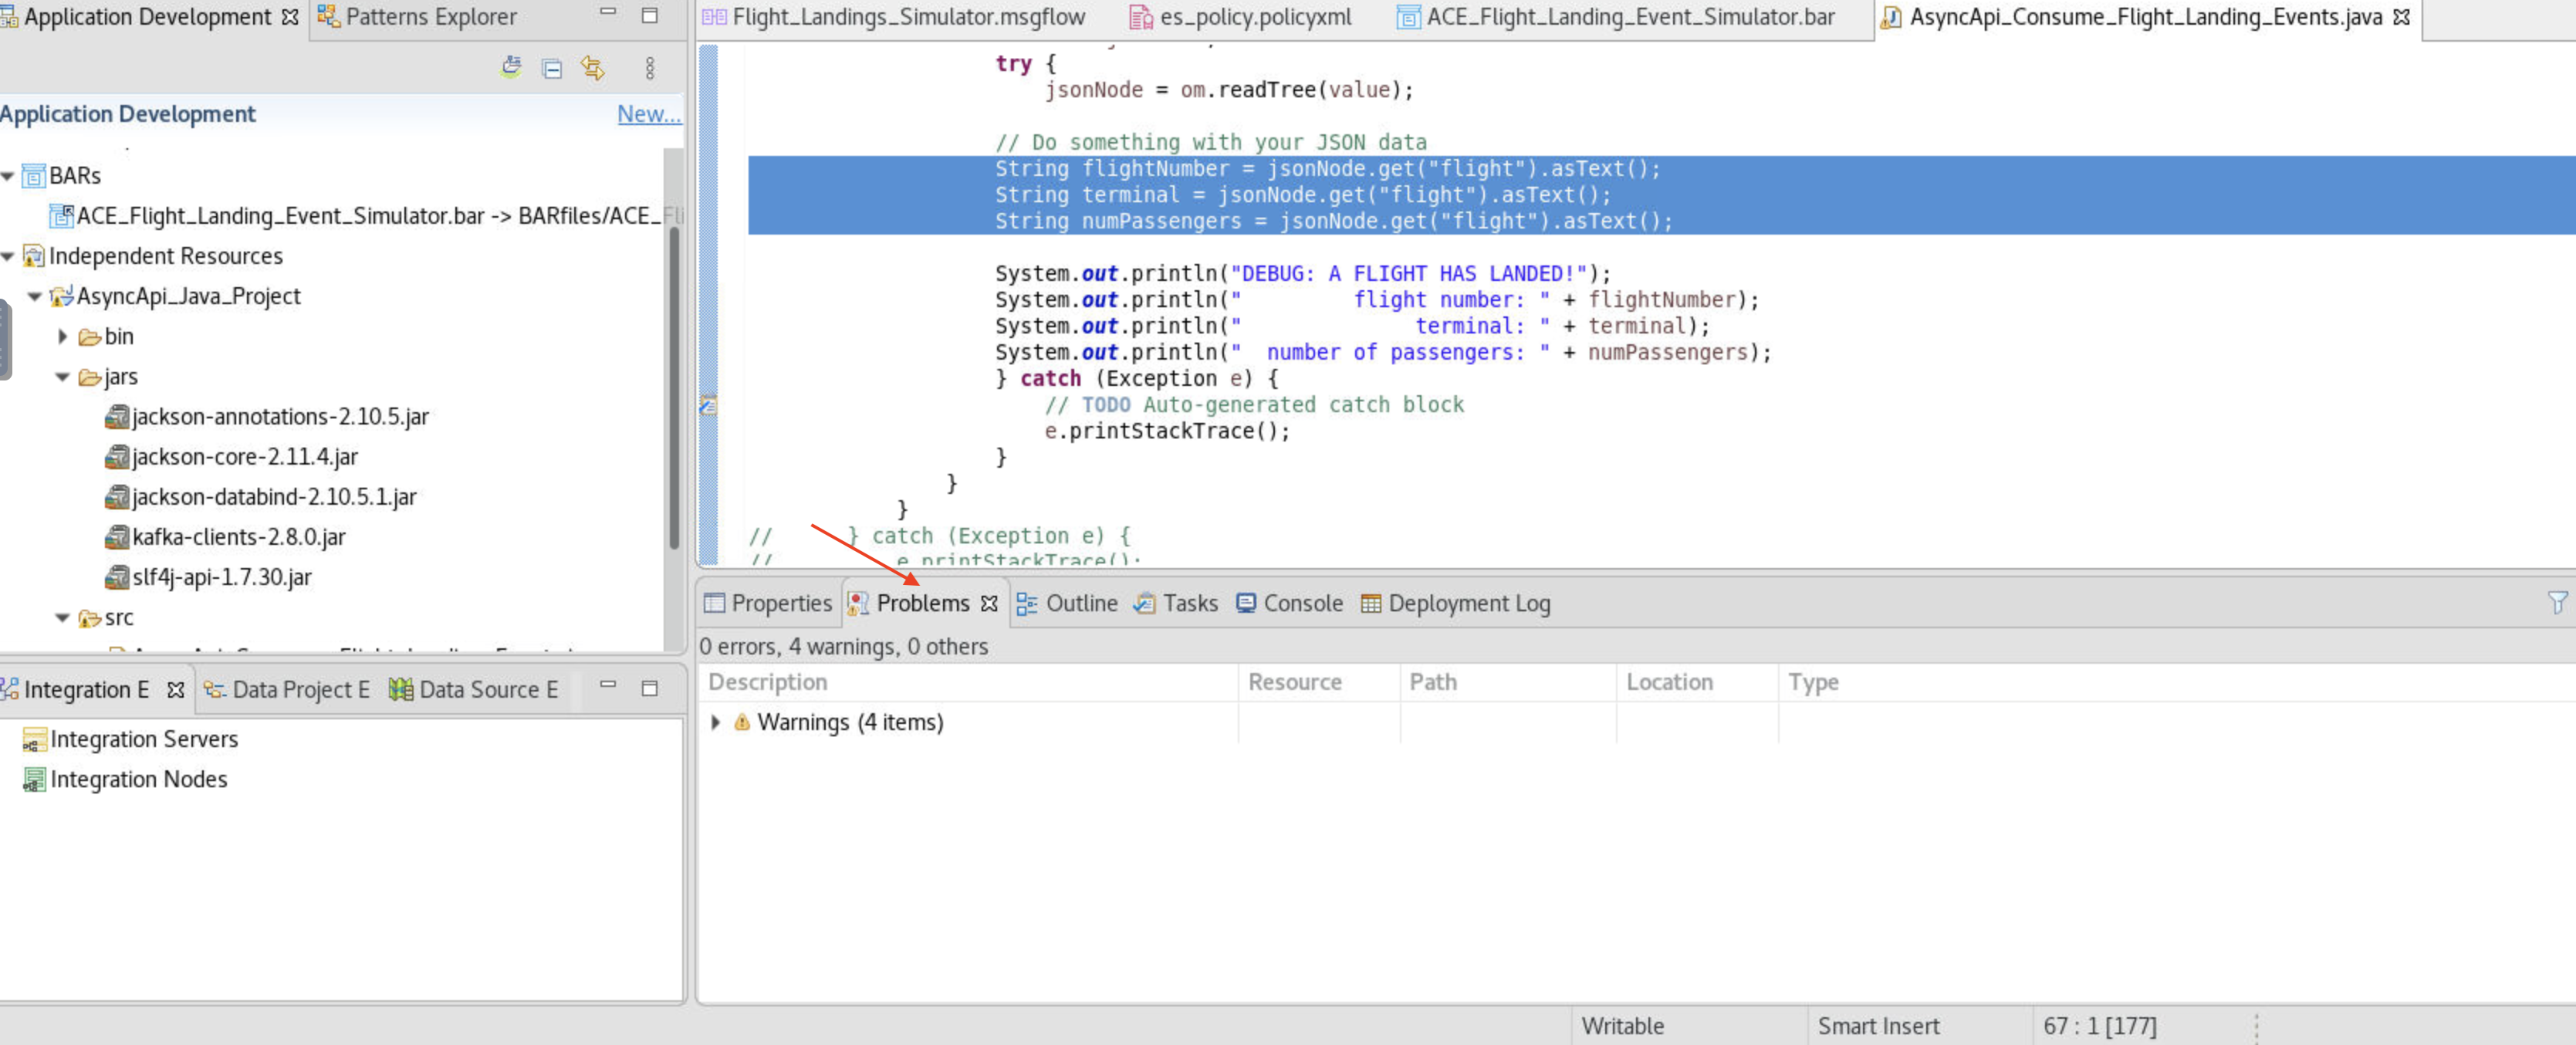 Application Development
Patterns Explorer
Application Development
New...
BARs
ACE_Flight_Landing_Event_Simulator.bar -> BARfiles/ACE_Fli
Independent Resources
AsyncApi_Java_Project
bin
jars
jackson-annotations-2.10.5.jar
jackson-core-2.11.4.jar
jackson-databind-2.10.5.1.jar
kafka-clients-2.8.0.jar
slf4j-api-1.7.30.jar
src
Integration E
Data Project E
Data Source E
Integration Servers
Integration Nodes
Flight_Landings_Simulator.msgflow
es_policy.policyxml
ACE_Flight_Landing_Event_Simulator.bar
AsyncApi_Consume_Flight_Landing_Events.java
try {
jsonNode = om.readTree(value);
// Do something with your JSON data
String flightNumber = jsonNode.get("flight").asText();
String terminal = jsonNode.get("flight").asText();
String numPassengers = jsonNode.get("flight").asText();
System.out.println("DEBUG: A FLIGHT HAS LANDED!");
System.out.println("         flight number: " + flightNumber);
System.out.println("              terminal: " + terminal);
System.out.println("  number of passengers: " + numPassengers);
} catch (Exception e) {
// TODO Auto-generated catch block
e.printStackTrace();
}
}
}
// } catch (Exception e) {
// e.printStackTrace();
Properties
Problems
Outline
Tasks
Console
Deployment Log
0 errors, 4 warnings, 0 others
Description Resource Path Location Type
Warnings (4 items)
Writable
Smart Insert
67 : 1 [177]